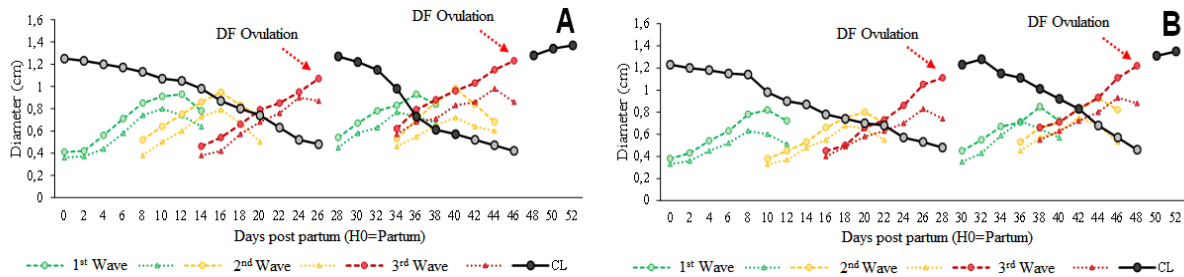 A
DF Ovulation
DF Ovulation
Diameter (cm)
1,6
1,4
1,2
1
0,8
0,6
0,4
0,2
0
0 2 4 6 8 10 12 14 16 18 20 22 24 26 28 30 32 34 36 38 40 42 44 46 48 50 52
Days post partum (H0=Partum)
1st Wave 2nd Wave 3rd Wave CL
B
DF Ovulation
DF Ovulation
Diameter (cm)
1,6
1,4
1,2
1
0,8
0,6
0,4
0,2
0
0 2 4 6 8 10 12 14 16 18 20 22 24 26 28 30 32 34 36 38 40 42 44 46 48 50 52
Days post partum (H0=Partum)
1st Wave 2nd Wave 3rd Wave CL